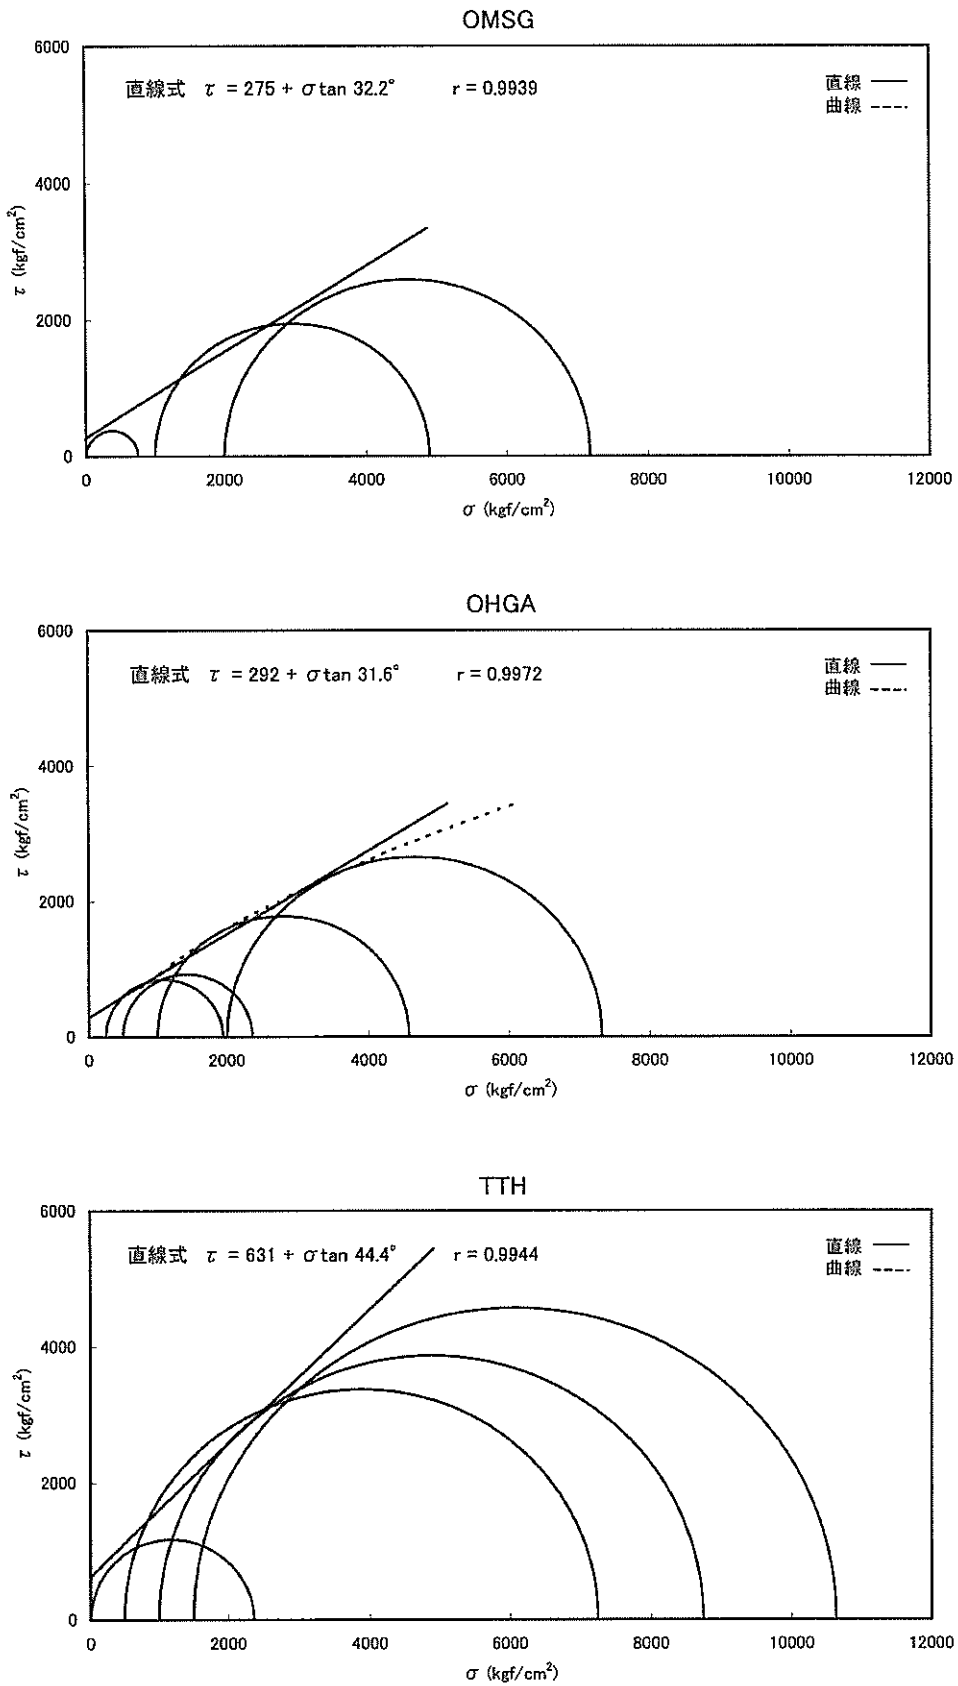 OMSG
6000
直線式 τ = 275 + σ tan 32.2° r = 0.9939
直線
曲線
4000
τ (kgf/cm²)
2000
0
0 2000 4000 6000 8000 10000 12000
σ (kgf/cm²)
OHGA
6000
直線式 τ = 292 + σ tan 31.6° r = 0.9972
直線
曲線
4000
τ (kgf/cm²)
2000
0
0 2000 4000 6000 8000 10000 12000
σ (kgf/cm²)
TTH
6000
直線式 τ = 631 + σ tan 44.4° r = 0.9944
直線
曲線
4000
τ (kgf/cm²)
2000
0
0 2000 4000 6000 8000 10000 12000
σ (kgf/cm²)